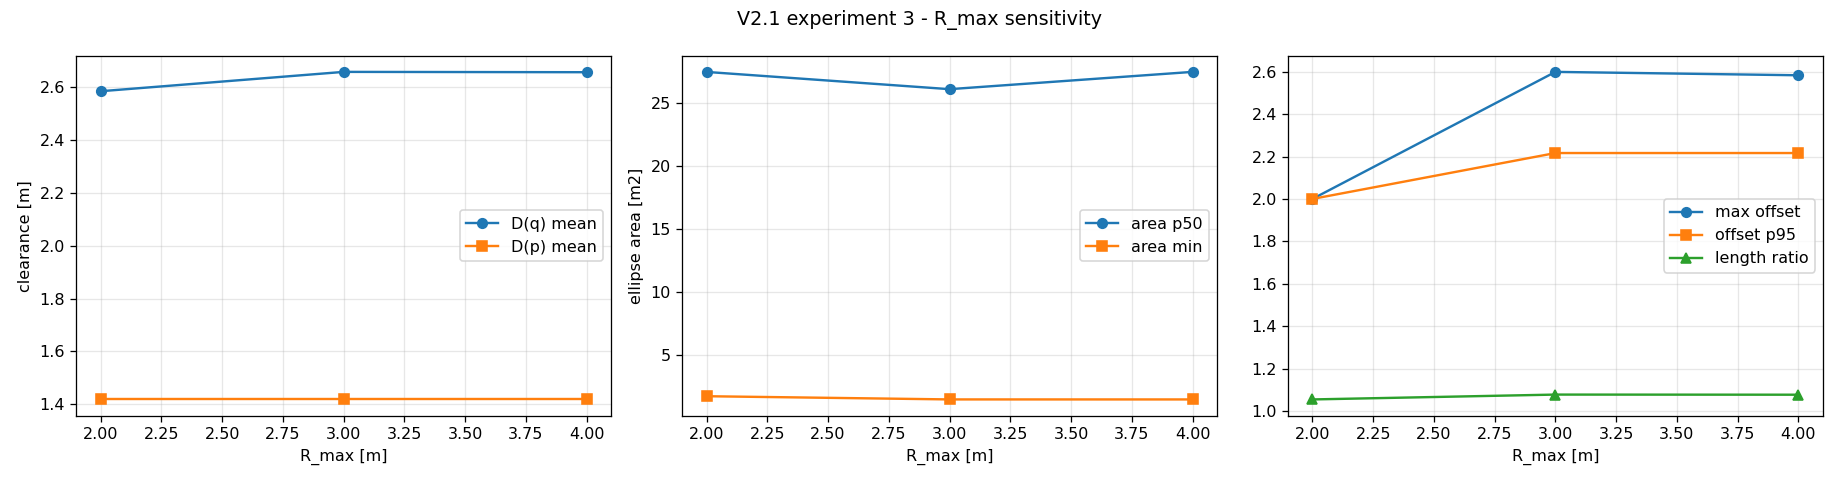 V2.1 experiment 3 - R_max sensitivity
clearance [m]
2.6
2.4
2.2
2.0
1.8
1.6
1.4
D(q) mean
D(p) mean
2.00 2.25 2.50 2.75 3.00 3.25 3.50 3.75 4.00
R_max [m]
ellipse area [m2]
25
20
15
10
5
area p50
area min
2.00 2.25 2.50 2.75 3.00 3.25 3.50 3.75 4.00
R_max [m]
2.6
2.4
2.2
2.0
1.8
1.6
1.4
1.2
1.0
max offset
offset p95
length ratio
2.00 2.25 2.50 2.75 3.00 3.25 3.50 3.75 4.00
R_max [m]